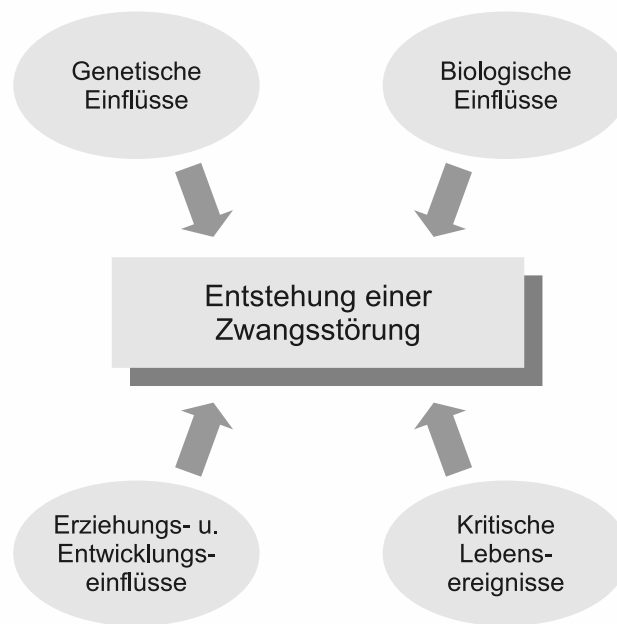 Genetische
Einflüsse
Biologische
Einflüsse
Entstehung einer
Zwangsstörung
Erziehungs- u.
Entwicklungs-
einflüsse
Kritische
Lebens-
ereignisse